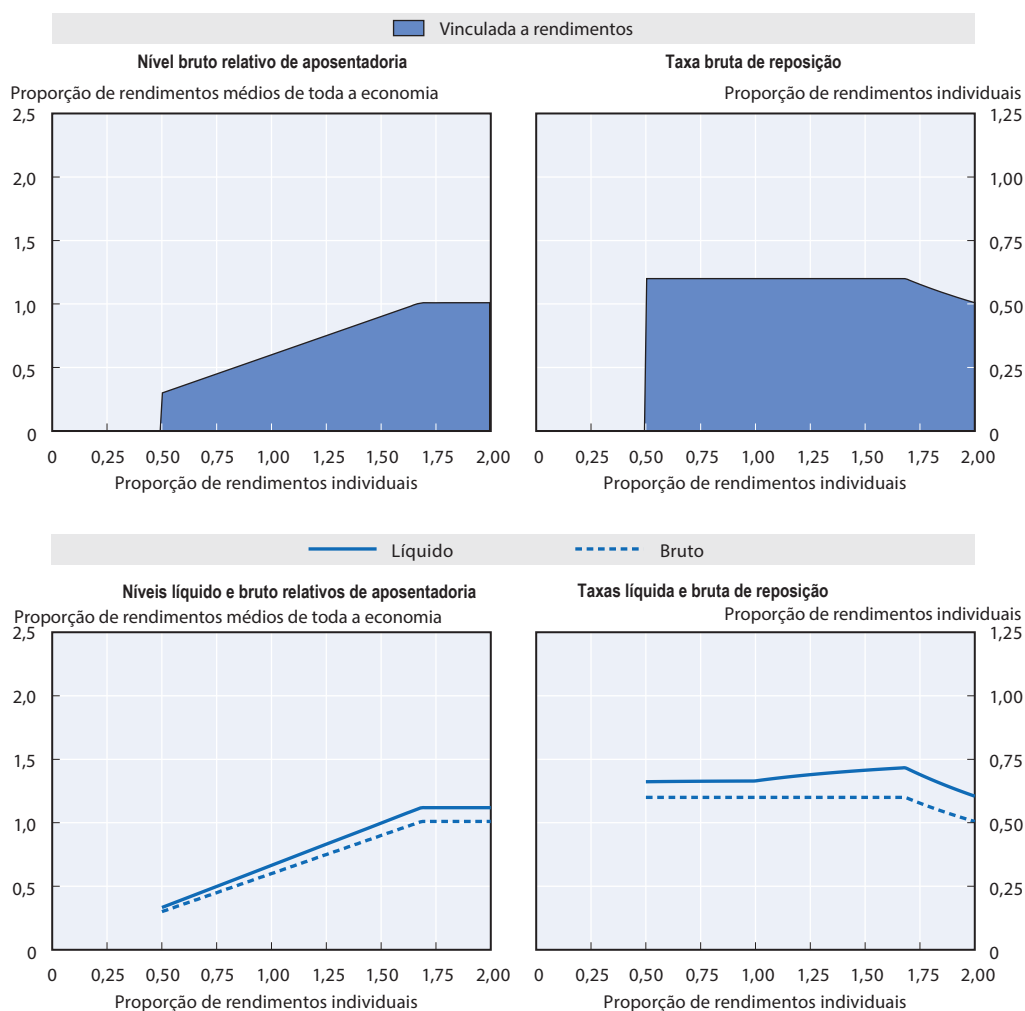 Vinculada a rendimentos
Nível bruto relativo de aposentadoria
Proporção de rendimentos médios de toda a economia
2,5
2,0
1,5
1,0
0,5
0
0 0,25 0,50 0,75 1,00 1,25 1,50 1,75 2,00
Proporção de rendimentos individuais
Taxa bruta de reposição
Proporção de rendimentos individuais
1,25
1,00
0,75
0,50
0,25
0
0 0,25 0,50 0,75 1,00 1,25 1,50 1,75 2,00
Proporção de rendimentos individuais
Líquido Bruto
Níveis líquido e bruto relativos de aposentadoria
Proporção de rendimentos médios de toda a economia
2,5
2,0
1,5
1,0
0,5
0
0 0,25 0,50 0,75 1,00 1,25 1,50 1,75 2,00
Proporção de rendimentos individuais
Taxas líquida e bruta de reposição
Proporção de rendimentos individuais
1,25
1,00
0,75
0,50
0,25
0
0 0,25 0,50 0,75 1,00 1,25 1,50 1,75 2,00
Proporção de rendimentos individuais